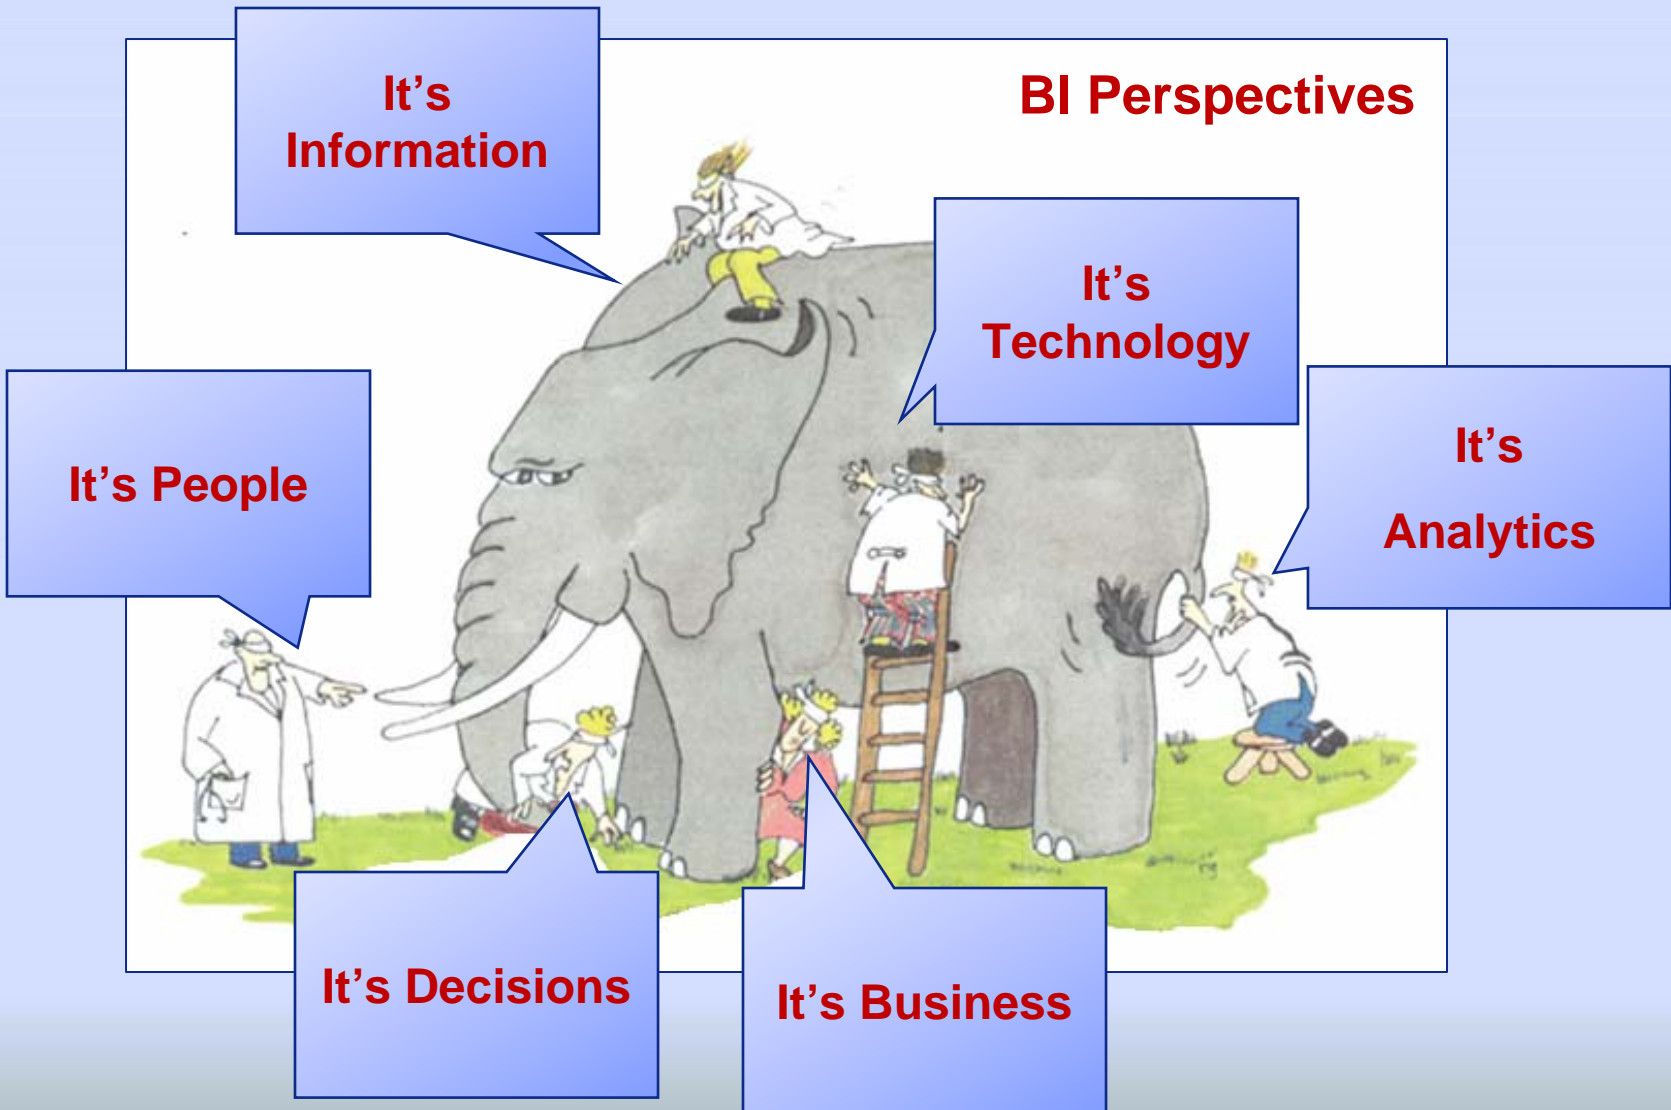 BI Perspectives
It’s
Information
It’s
Technology
It’s
Analytics
It’s People
It’s Decisions
It’s Business